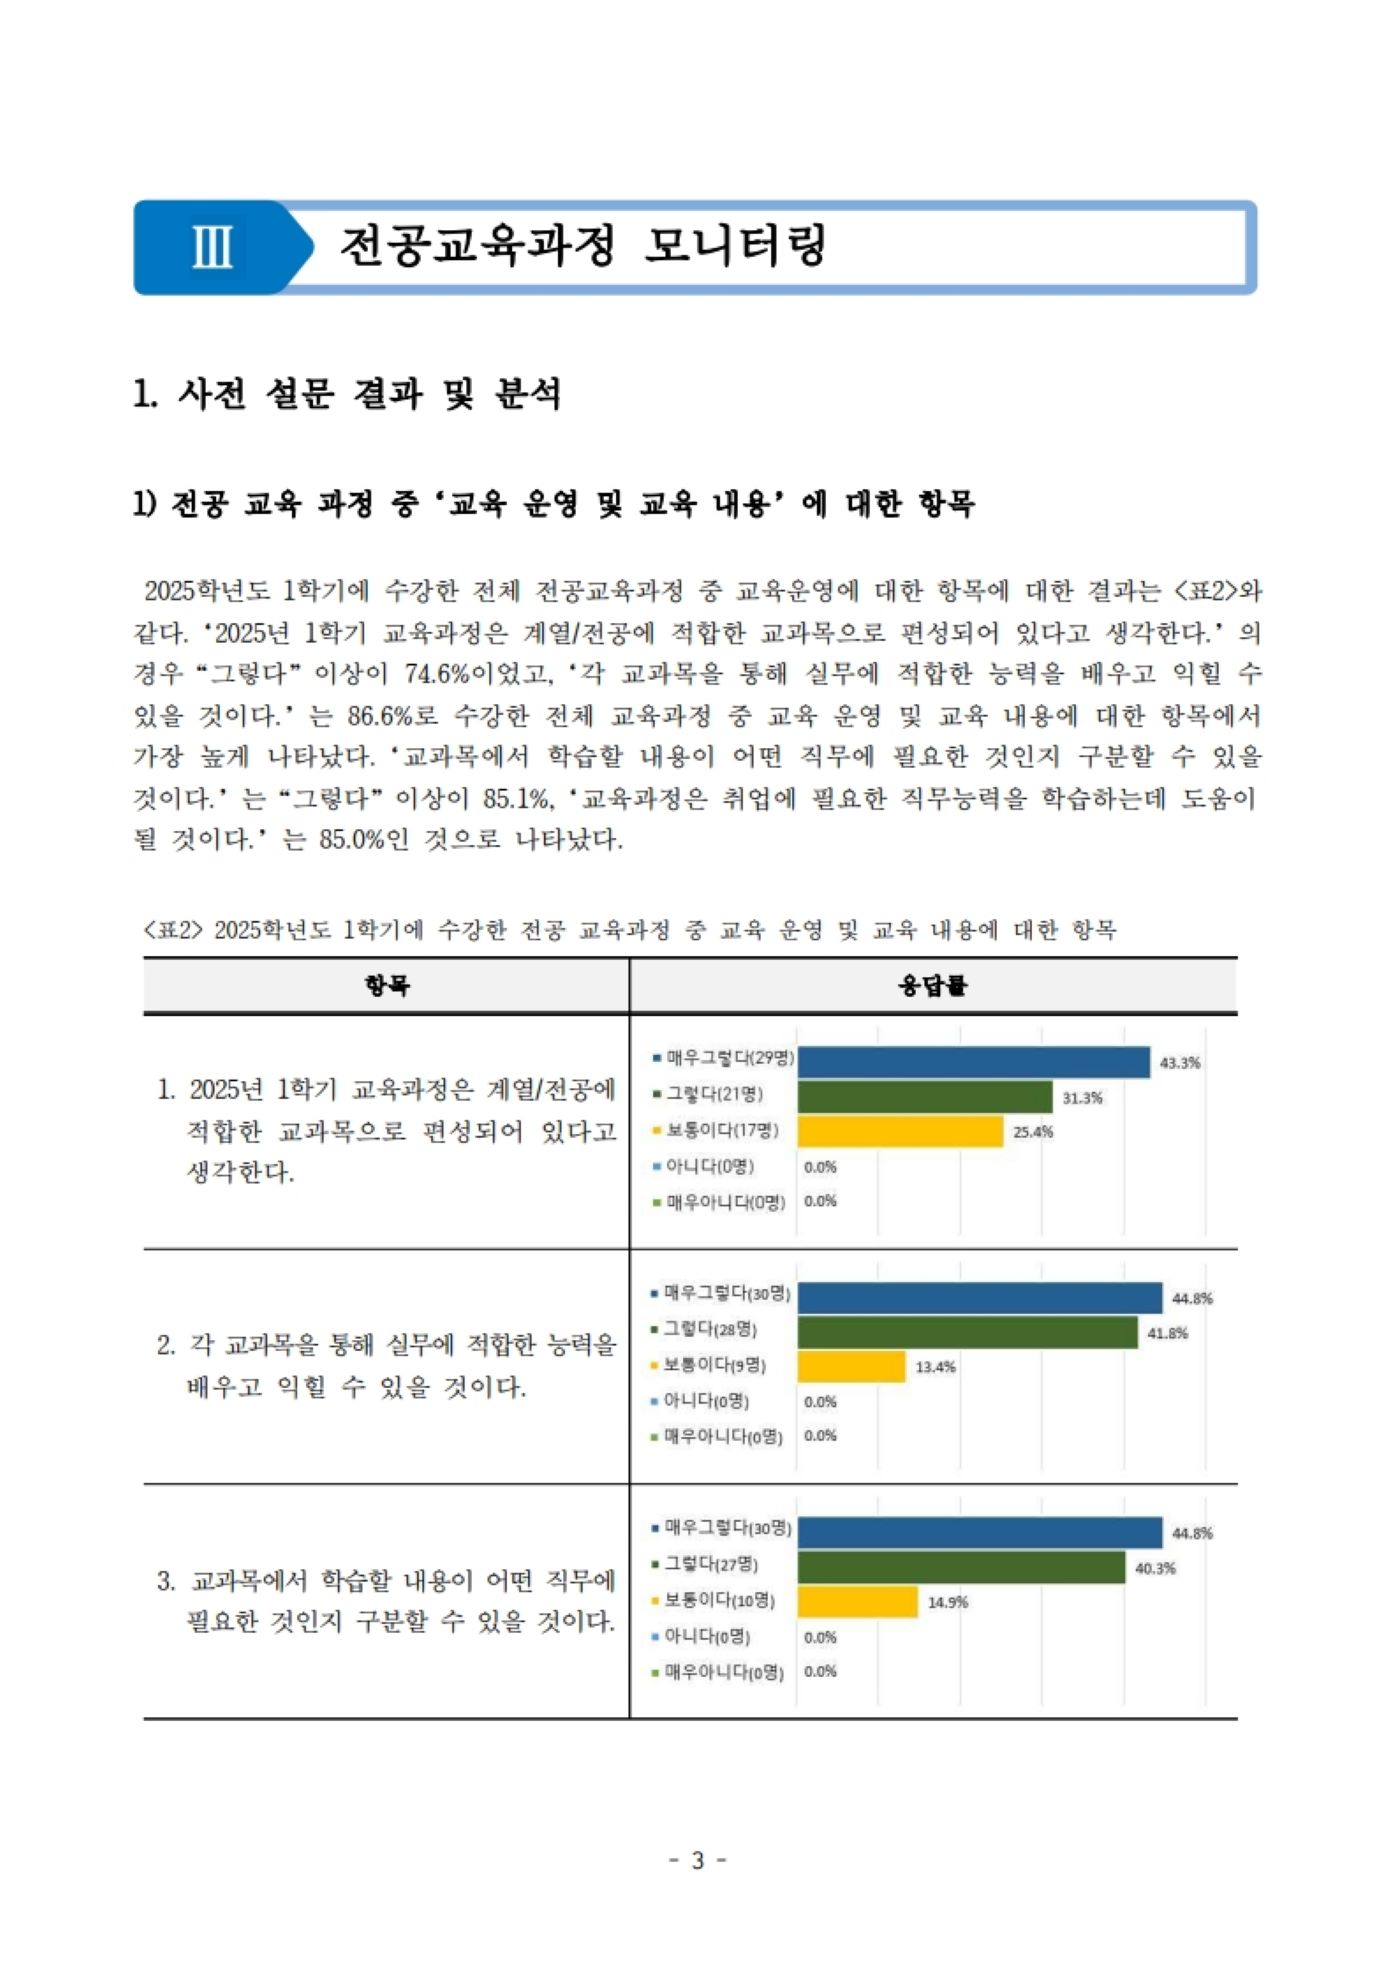 Ⅲ 전공교육과정 모니터링
1. 사전 설문 결과 및 분석
1) 전공 교육 과정 중 ‘교육 운영 및 교육 내용’ 에 대한 항목
2025학년도 1학기에 수강한 전체 전공교육과정 중 교육운영에 대한 항목에 대한 결과는 <표2>와
같다. ‘2025년 1학기 교육과정은 계열/전공에 적합한 교과목으로 편성되어 있다고 생각한다.’ 의
경우 “그렇다” 이상이 74.6%이었고, ‘각 교과목을 통해 실무에 적합한 능력을 배우고 익힐 수
있을 것이다.’ 는 86.6%로 수강한 전체 교육과정 중 교육 운영 및 교육 내용에 대한 항목에서
가장 높게 나타났다. ‘교과목에서 학습할 내용이 어떤 직무에 필요한 것인지 구분할 수 있을
것이다.’ 는 “그렇다” 이상이 85.1%, ‘교육과정은 취업에 필요한 직무능력을 학습하는데 도움이
될 것이다.’ 는 85.0%인 것으로 나타났다.
<표2> 2025학년도 1학기에 수강한 전공 교육과정 중 교육 운영 및 교육 내용에 대한 항목
항목 응답률
1. 2025년 1학기 교육과정은 계열/전공에
적합한 교과목으로 편성되어 있다고
생각한다.
매우그렇다(29명) 43.3%
그렇다(21명) 31.3%
보통이다(17명) 25.4%
아니다(0명) 0.0%
매우아니다(0명) 0.0%
2. 각 교과목을 통해 실무에 적합한 능력을
배우고 익힐 수 있을 것이다.
매우그렇다(30명) 44.8%
그렇다(28명) 41.8%
보통이다(9명) 13.4%
아니다(0명) 0.0%
매우아니다(0명) 0.0%
3. 교과목에서 학습할 내용이 어떤 직무에
필요한 것인지 구분할 수 있을 것이다.
매우그렇다(30명) 44.8%
그렇다(27명) 40.3%
보통이다(10명) 14.9%
아니다(0명) 0.0%
매우아니다(0명) 0.0%
- 3 -